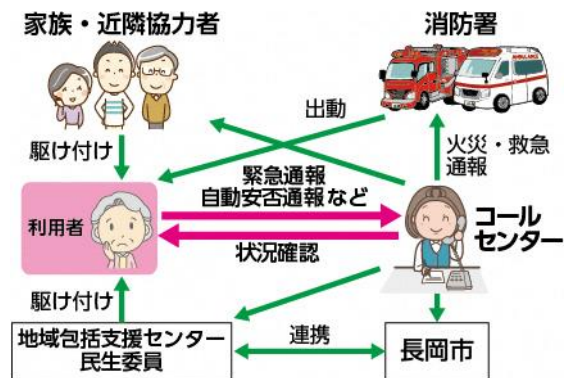 家族・近隣協力者
消防署
AMBULANCE
出動
駆け付け
火災・救急
通報
緊急通報
自動安否通報など
利用者
コール
センター
状況確認
駆け付け
地域包括支援センター
民生委員
連携
長岡市